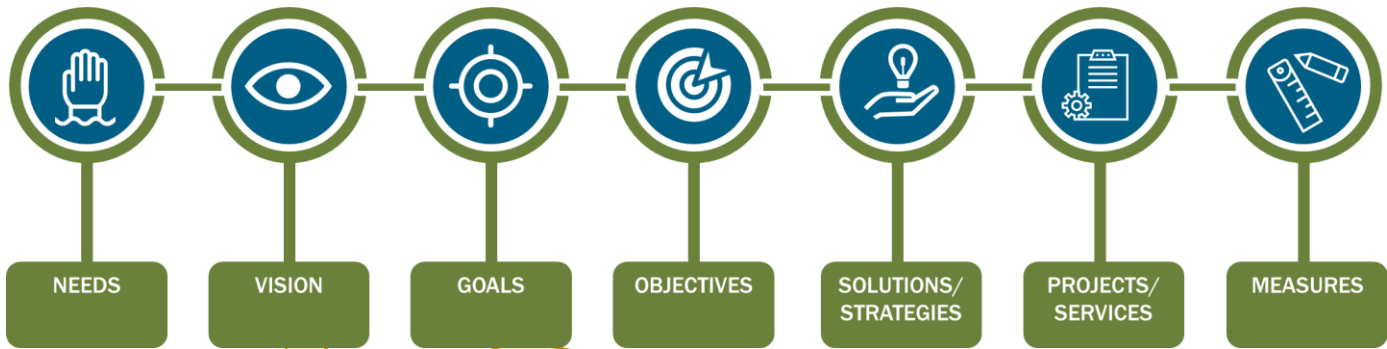 NEEDS
VISION
GOALS
OBJECTIVES
SOLUTIONS/
STRATEGIES
PROJECTS/
SERVICES
MEASURES